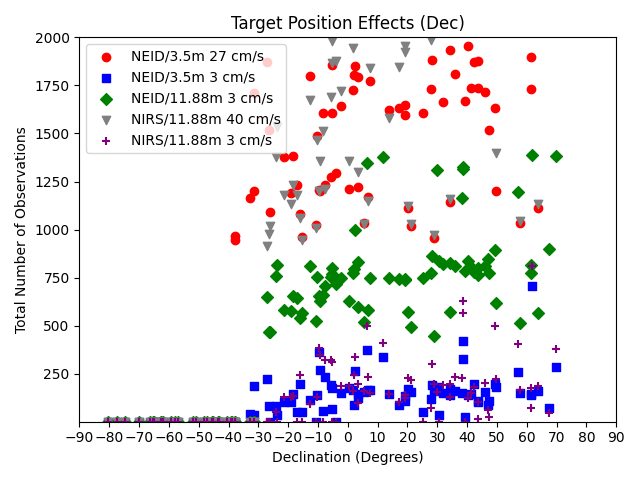 Target Position Effects (Dec)
NEID/3.5m 27 cm/s
NEID/3.5m 3 cm/s
NEID/11.88m 3 cm/s
NIRS/11.88m 40 cm/s
NIRS/11.88m 3 cm/s
Total Number of Observations
2000
1750
1500
1250
1000
750
500
250
−90 −80 −70 −60 −50 −40 −30 −20 −10 0 10 20 30 40 50 60 70 80 90
Declination (Degrees)